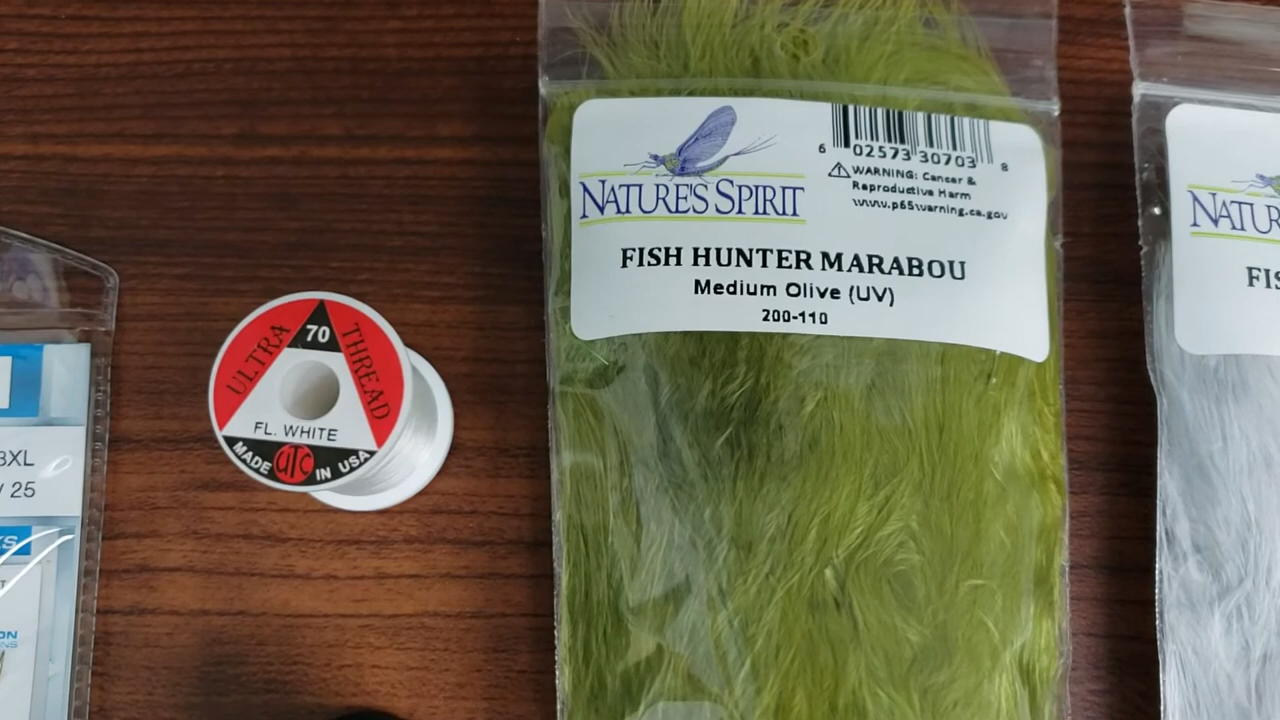 3XL
/ 25
ULTRA
70
THREAD
FL. WHITE
MADE UTC IN USA
NATURE'S SPIRIT
6 02573 30703 8
WARNING: Cancer &
Reproductive Harm
www.p65warning.ca.gov
FISH HUNTER MARABOU
Medium Olive (UV)
200-110
NATUR
FIS